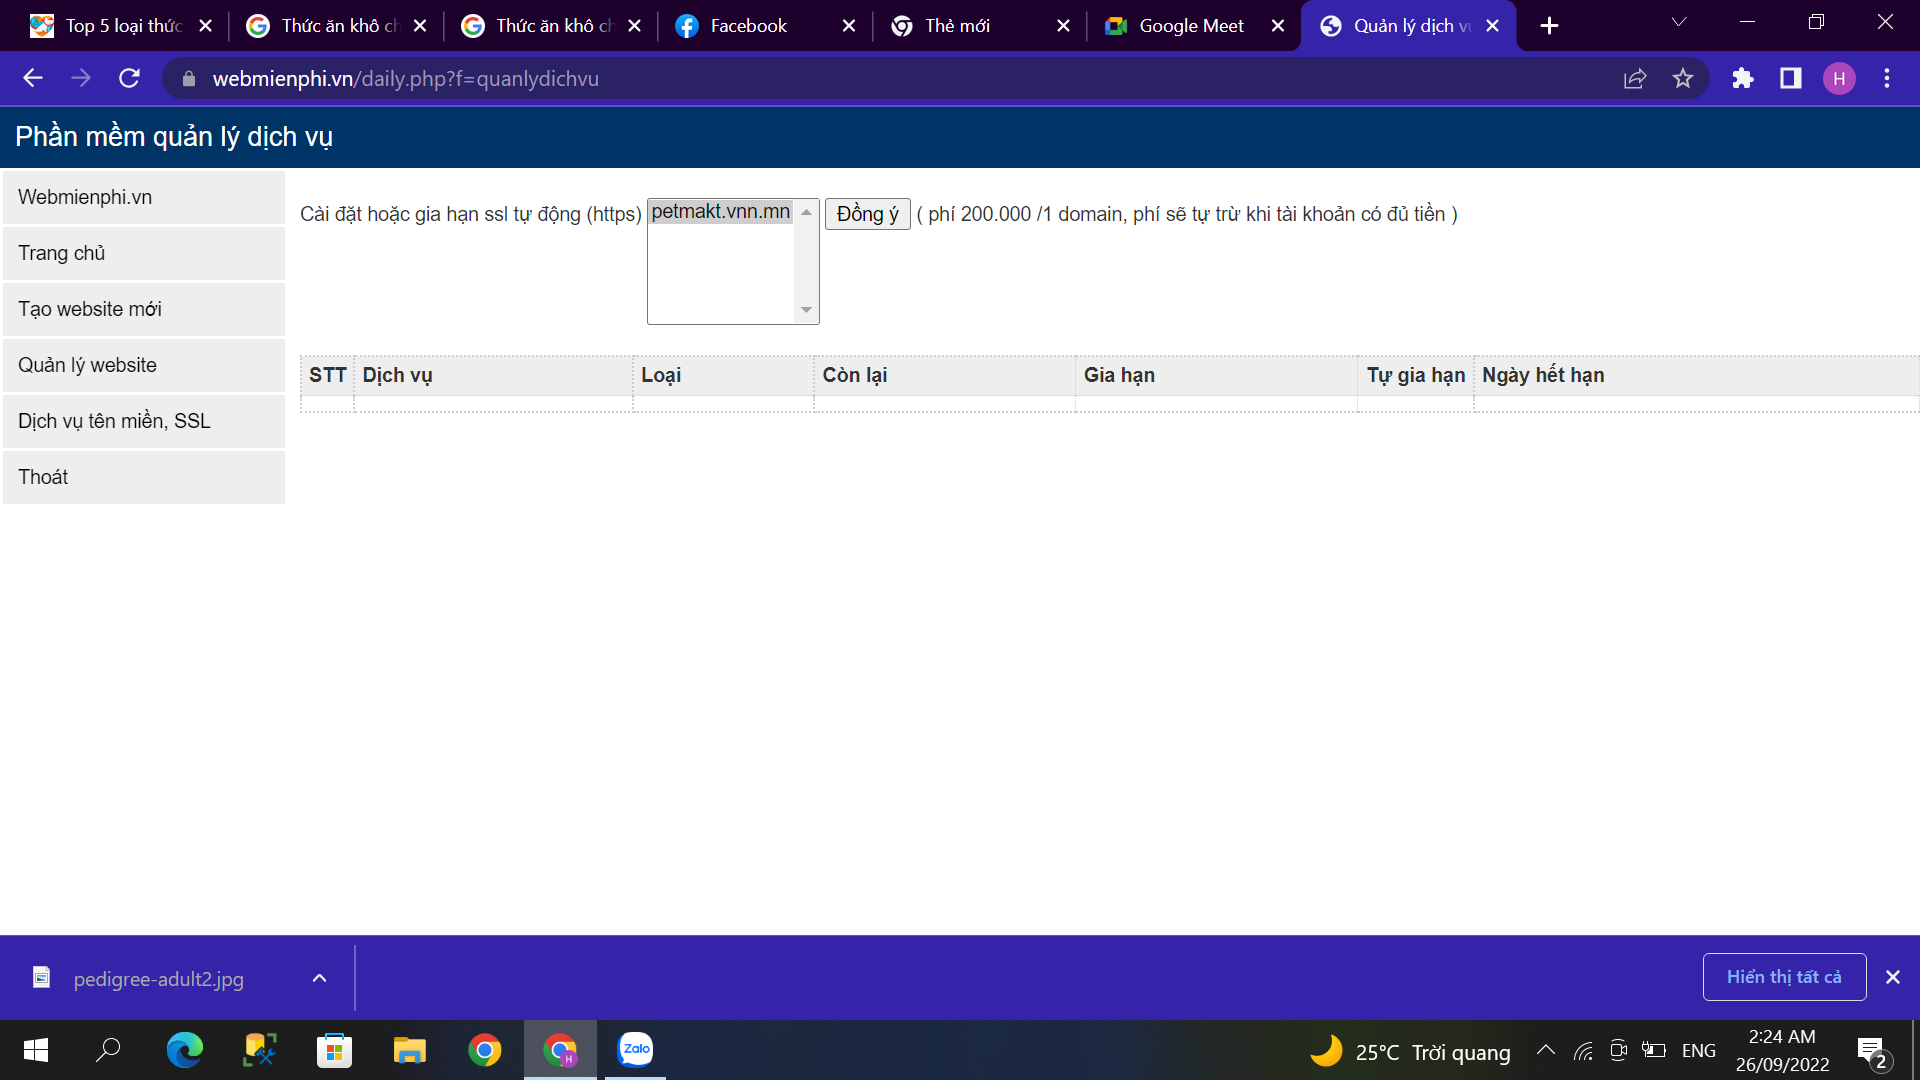 Top 5 loại thức
Thức ăn khô ch
Thức ăn khô ch
Facebook
Thẻ mới
Google Meet
Quản lý dịch vụ
webmienphi.vn/daily.php?f=quanlydichvu
H
Phần mềm quản lý dịch vụ
Webmienphi.vn
Trang chủ
Tạo website mới
Quản lý website
Dịch vụ tên miền, SSL
Thoát
Cài đặt hoặc gia hạn ssl tự động (https) petmakt.vnn.mn Đồng ý ( phí 200.000 /1 domain, phí sẽ tự trừ khi tài khoản có đủ tiền )
STT Dịch vụ Loại Còn lại Gia hạn Tự gia hạn Ngày hết hạn
pedigree-adult2.jpg
Hiển thị tất cả
H
Zalo
25°C Trời quang
ENG
2:24 AM
26/09/2022
2